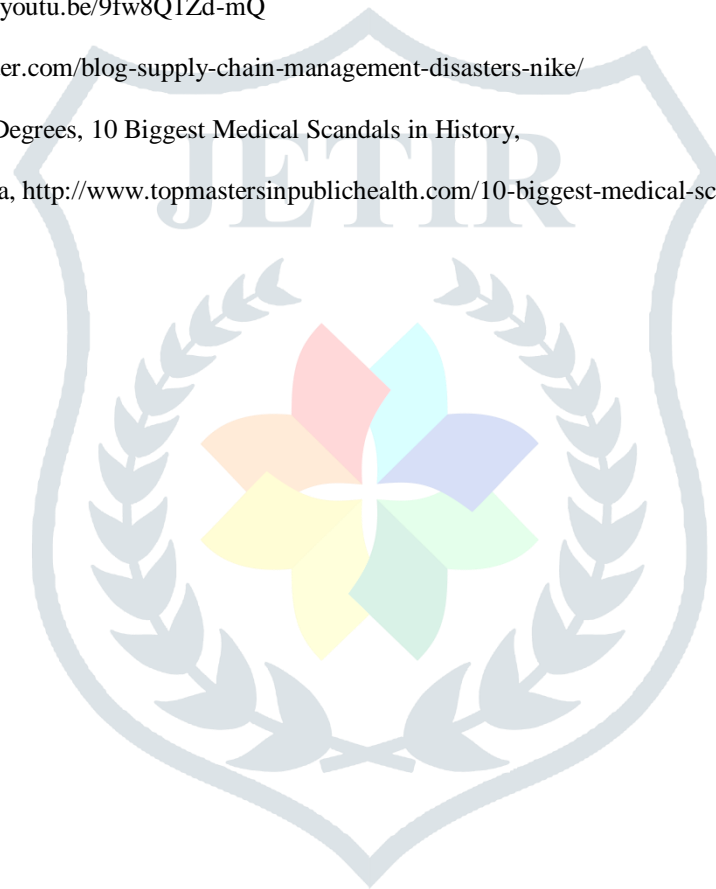 youtu.be/9fw8Q1Zd-mQ
er.com/blog-supply-chain-management-disasters-nike/
Degrees, 10 Biggest Medical Scandals in History,
a, http://www.topmastersinpublichealth.com/10-biggest-medical-sc
JETIR